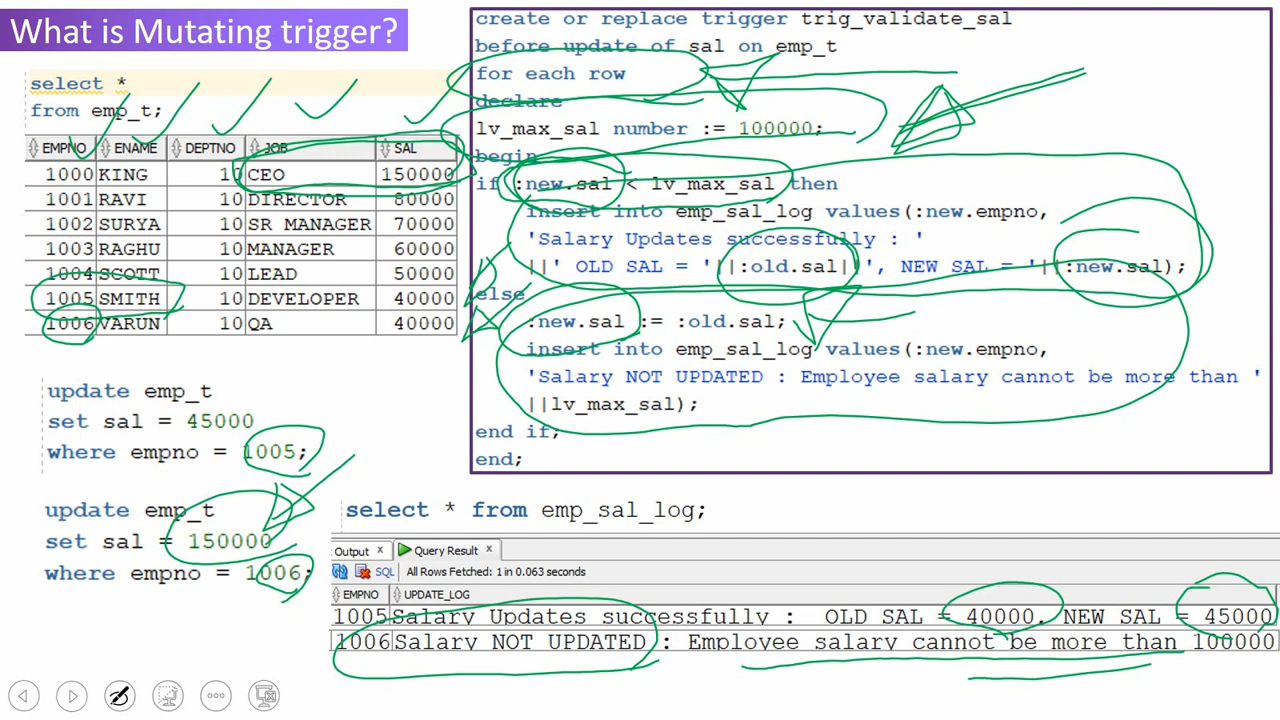 What is Mutating trigger?
select *
from emp_t;
EMPNO ENAME DEPTNO JOB SAL
1000 KING 10 CEO 150000
1001 RAVI 10 DIRECTOR 80000
1002 SURYA 10 SR MANAGER 70000
1003 RAGHU 10 MANAGER 60000
1004 SCOTT 10 LEAD 50000
1005 SMITH 10 DEVELOPER 40000
1006 VARUN 10 QA 40000
update emp_t
set sal = 45000
where empno = 1005;
update emp_t
set sal = 150000
where empno = 1006;
create or replace trigger trig_validate_sal
before update of sal on emp_t
for each row
declare
lv_max_sal number := 100000;
begin
if :new.sal < lv_max_sal then
insert into emp_sal_log values(:new.empno,
'Salary Updates successfully : '
||' OLD SAL = '||:old.sal||', NEW SAL = '||:new.sal);
else
:new.sal := :old.sal;
insert into emp_sal_log values(:new.empno,
'Salary NOT UPDATED : Employee salary cannot be more than '
||lv_max_sal);
end if;
end;
select * from emp_sal_log;
Output x Query Result x
SQL All Rows Fetched: 1 in 0.063 seconds
EMPNO UPDATE_LOG
1005 Salary Updates successfully : OLD SAL = 40000, NEW SAL = 45000
1006 Salary NOT UPDATED : Employee salary cannot be more than 100000